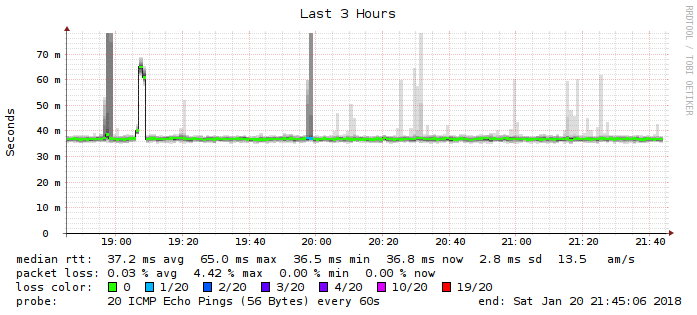 Last 3 Hours
RRDTOOL / TOBI OETIKER
Seconds
70 m
60 m
50 m
40 m
30 m
20 m
10 m
0
19:00 19:20 19:40 20:00 20:20 20:40 21:00 21:20 21:40
median rtt: 37.2 ms avg 65.0 ms max 36.5 ms min 36.8 ms now 2.8 ms sd 13.5 am/s
packet loss: 0.03 % avg 4.42 % max 0.00 % min 0.00 % now
loss color: 0 1/20 2/20 3/20 4/20 10/20 19/20
probe: 20 ICMP Echo Pings (56 Bytes) every 60s end: Sat Jan 20 21:45:06 2018